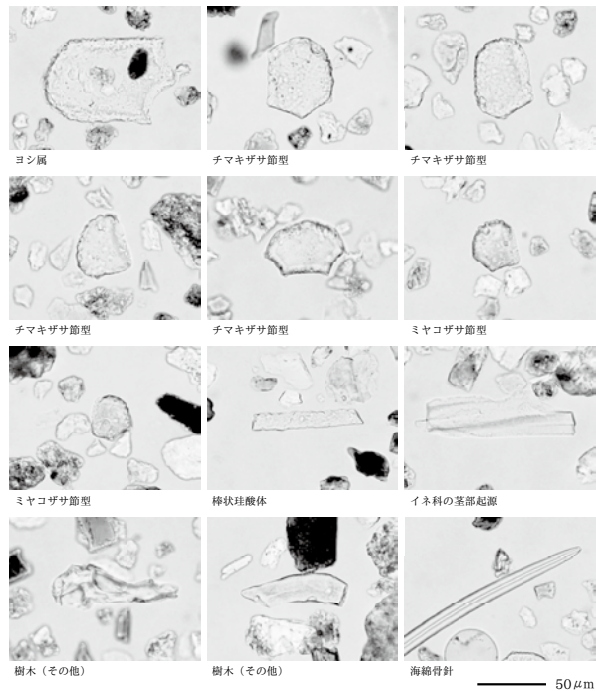 ヨシ属
チマキザサ節型
チマキザサ節型
チマキザサ節型
チマキザサ節型
ミヤコザサ節型
ミヤコザサ節型
棒状珪酸体
イネ科の茎部起源
樹木（その他）
樹木（その他）
海綿骨針
50μm